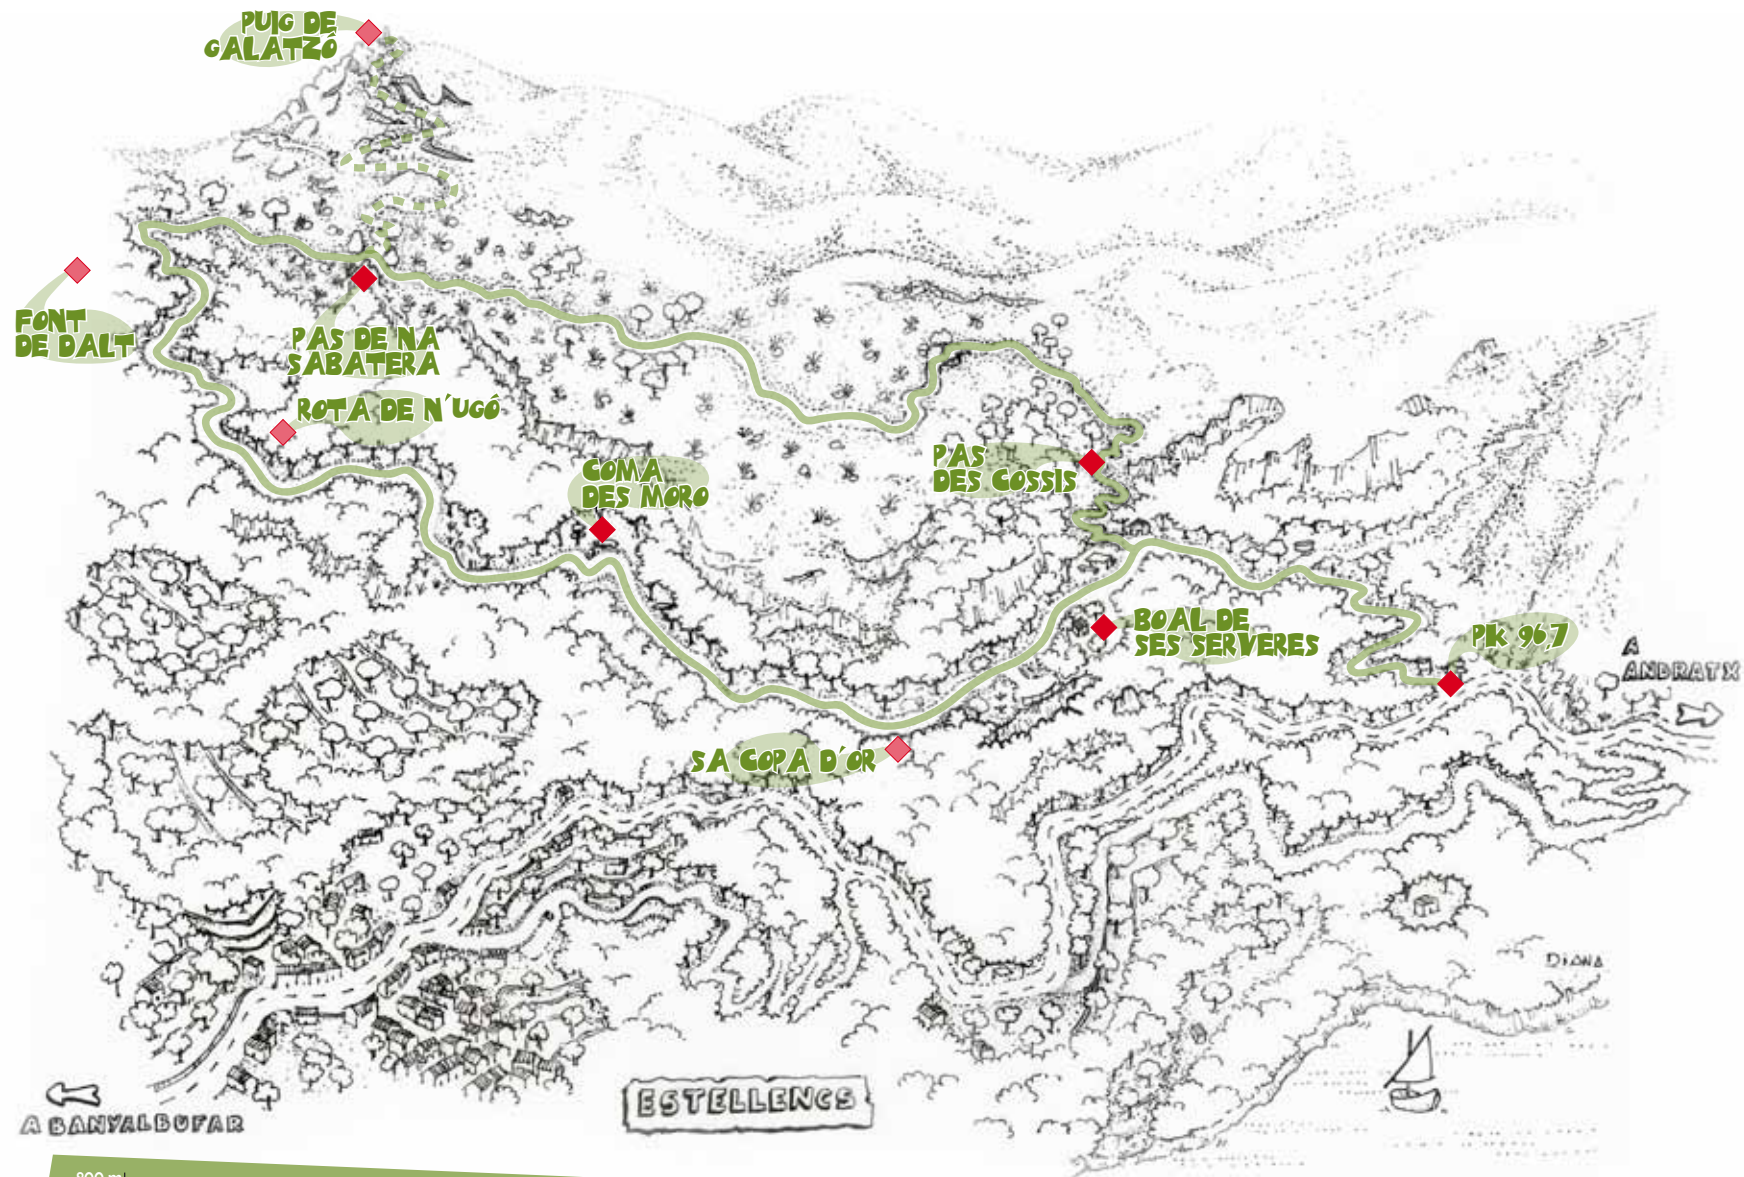 PUIG DE
GALATZÓ
FONT
DE DALT
PAS DE NA
SABATERA
ROTA DE N'UGÓ
COMA
DES MORO
PAS
DES COSSIS
BOAL DE
SES SERVERES
PK 96,7
A
ANDRATX
SA COPA D'OR
DIANA
ESTELLENCS
A BANYALBUFAR
800 m